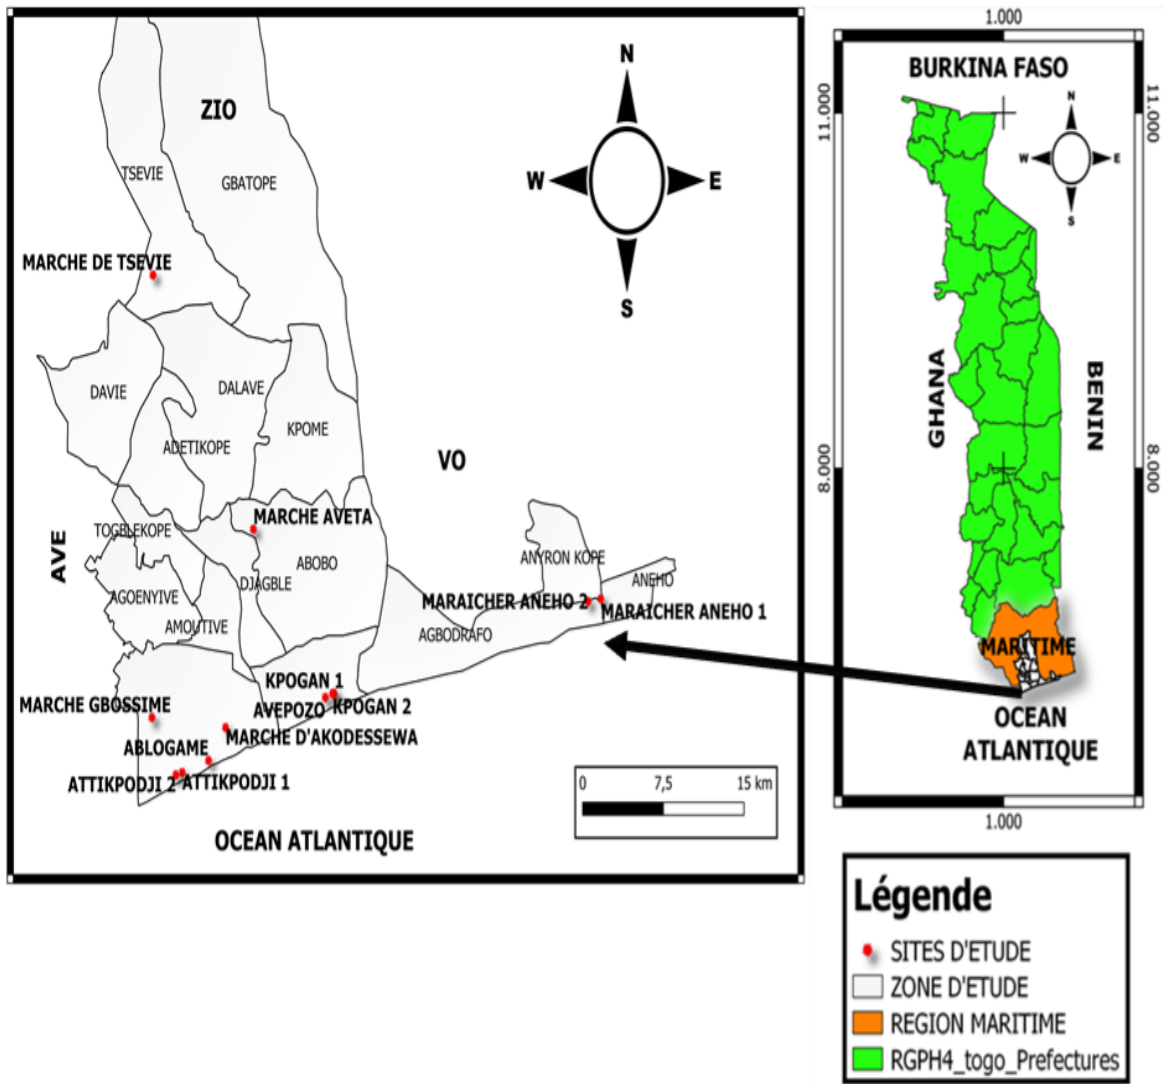 ZIO
TSEVIE
GBATOPE
MARCHE DE TSEVIE
N
W
E
S
DAVIE
DALAVE
ADETIKOPE
KPOME
VO
AVE
MARCHE AVETA
TOGBLEKOPE
ABOBO
DJAGBLE
AGOENYIVE
AMOUTIVE
ANYRON KOPE
ANEHO
MARAICHER ANEHO 2
MARAICHER ANEHO 1
AGBODRAFO
KPOGAN 1
AVEPOZO
KPOGAN 2
MARCHE GBOSSIME
MARCHE D'AKODESSEWA
ABLOGAME
ATTIKPODJI 2
ATTIKPODJI 1
0 7,5 15 km
OCEAN ATLANTIQUE
1.000
BURKINA FASO
11.000
11.000
N
W
E
S
GHANA
BENIN
8.000
8.000
MARITIME
OCEAN
ATLANTIQUE
1.000
Légende
SITES D'ETUDE
ZONE D'ETUDE
REGION MARITIME
RGPH4_togo_Prefectures